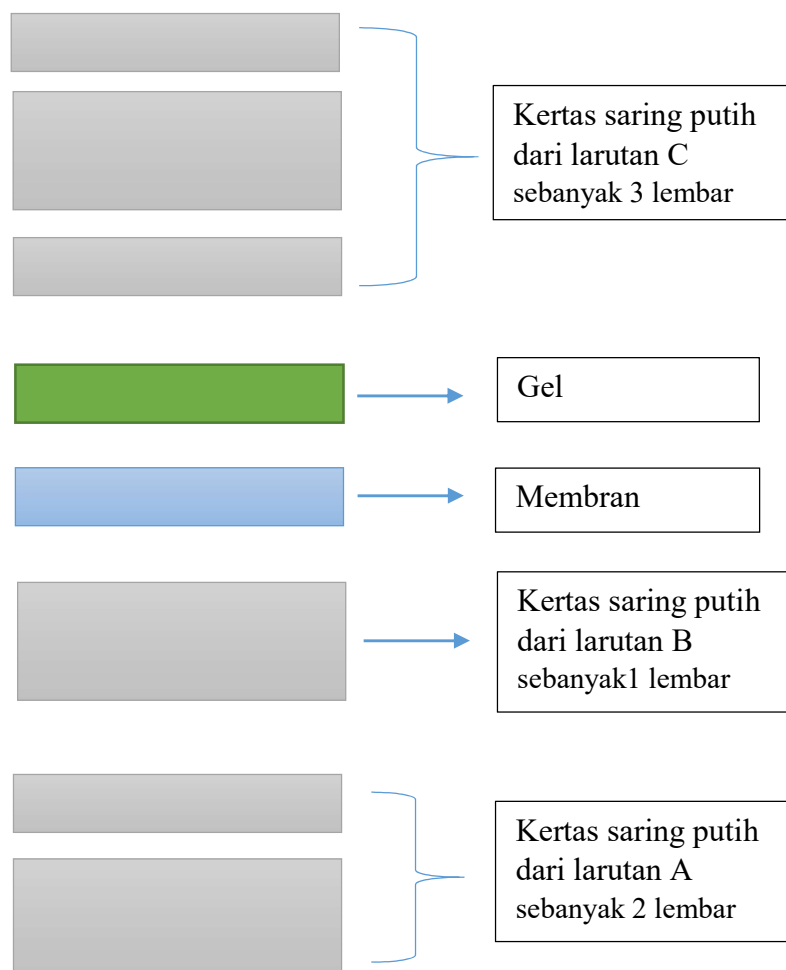 Kertas saring putih
dari larutan C
sebanyak 3 lembar
Gel
Membran
Kertas saring putih
dari larutan B
sebanyak1 lembar
Kertas saring putih
dari larutan A
sebanyak 2 lembar